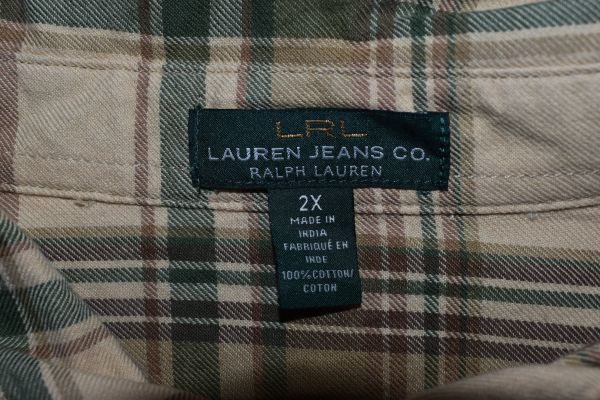 LRL
LAUREN JEANS CO.
RALPH LAUREN
2X
MADE IN
INDIA
FABRIQUÉ EN
INDE
100% COTTON/
COTON